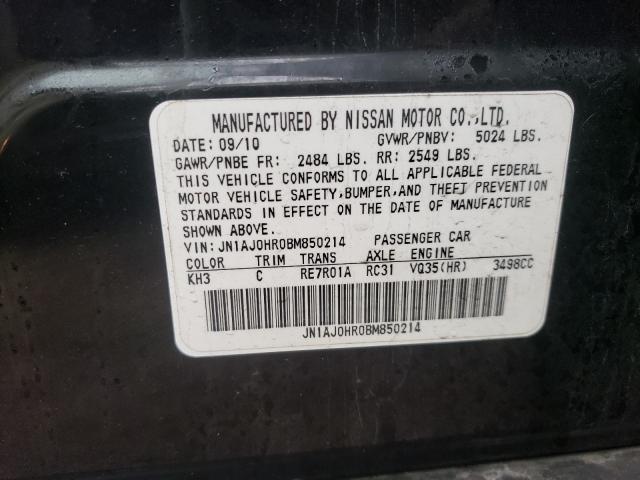 MANUFACTURED BY NISSAN MOTOR CO.,LTD.
DATE: 09/10 GVWR/PNBV: 5024 LBS.
GAWR/PNBE FR: 2484 LBS. RR: 2549 LBS.
THIS VEHICLE CONFORMS TO ALL APPLICABLE FEDERAL
MOTOR VEHICLE SAFETY,BUMPER,AND THEFT PREVENTION
STANDARDS IN EFFECT ON THE DATE OF MANUFACTURE
SHOWN ABOVE.
VIN: JN1AJ0HR0BM850214 PASSENGER CAR
COLOR TRIM TRANS AXLE ENGINE
KH3 C RE7R01A RC31 VQ35(HR) 3498CC
JN1AJ0HR0BM850214